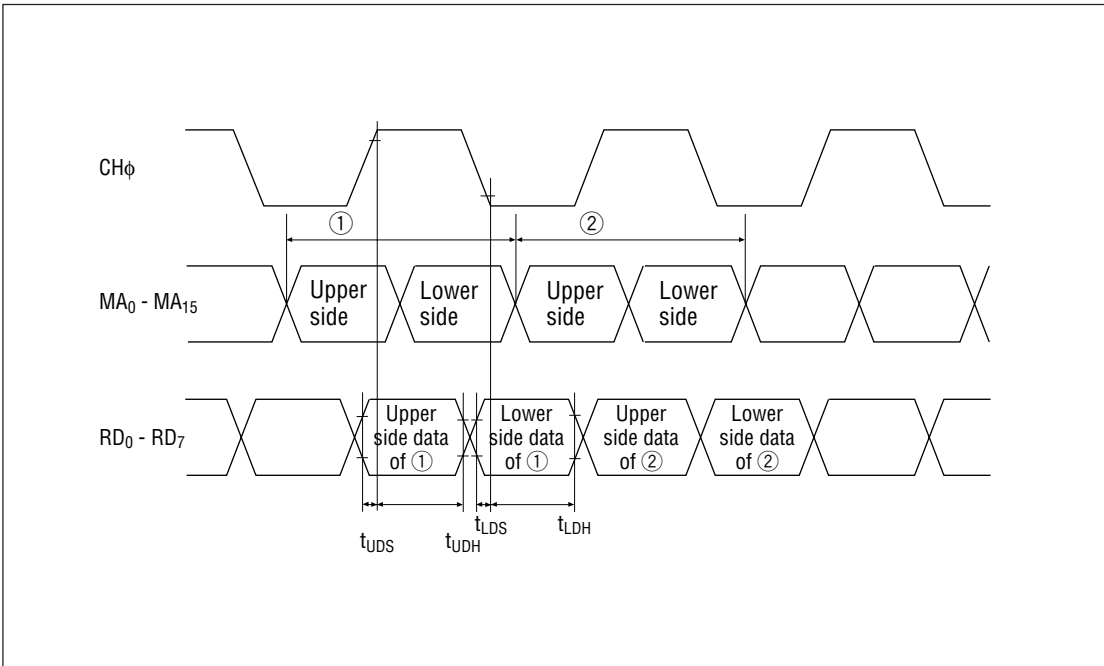 CHϕ
① ②
MA₀ - MA₁₅
Upper side
Lower side
Upper side
Lower side
RD₀ - RD₇
Upper side data of ①
Lower side data of ①
Upper side data of ②
Lower side data of ②
tUDS tUDH tLDS tLDH